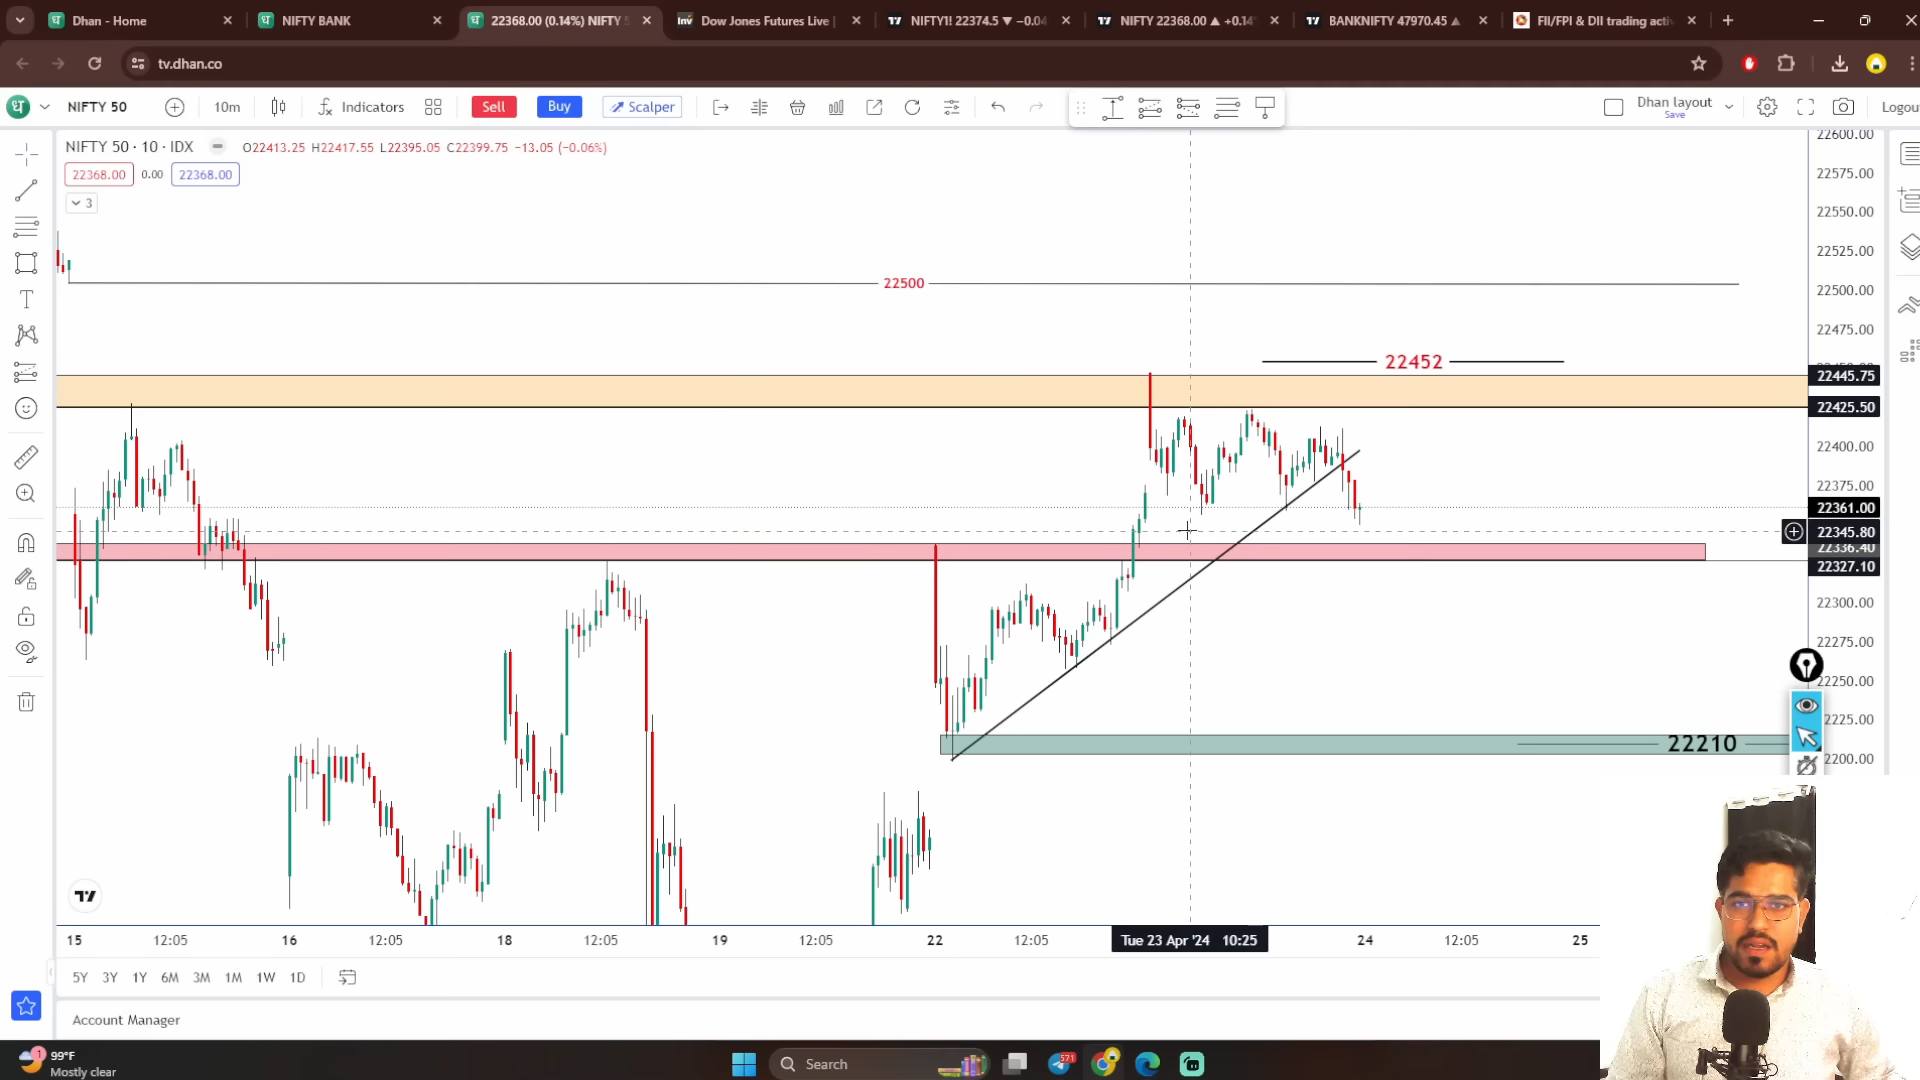 Dhan - Home
NIFTY BANK
22368.00 (0.14%) NIFTY 5
Dow Jones Futures Live |
NIFTY1! 22374.5 ▼ −0.04
NIFTY 22368.00 ▲ +0.14
BANKNIFTY 47970.45 ▲
FII/FPI & DII trading acti
tv.dhan.co
NIFTY 50
10m
Indicators
Sell
Buy
Scalper
Dhan layout
Save
Logou
NIFTY 50 · 10 · IDX
O22413.25 H22417.55 L22395.05 C22399.75 −13.05 (−0.06%)
22368.00
0.00
22368.00
3
22500
22452
22210
22600.00
22575.00
22550.00
22525.00
22500.00
22475.00
22445.75
22425.50
22400.00
22375.00
22361.00
22345.80
22336.40
22327.10
22300.00
22275.00
22250.00
22225.00
22200.00
15
12:05
16
12:05
18
12:05
19
12:05
22
12:05
Tue 23 Apr '24 10:25
24
12:05
25
5Y 3Y 1Y 6M 3M 1M 1W 1D
Account Manager
1
99°F
Mostly clear
Search
571